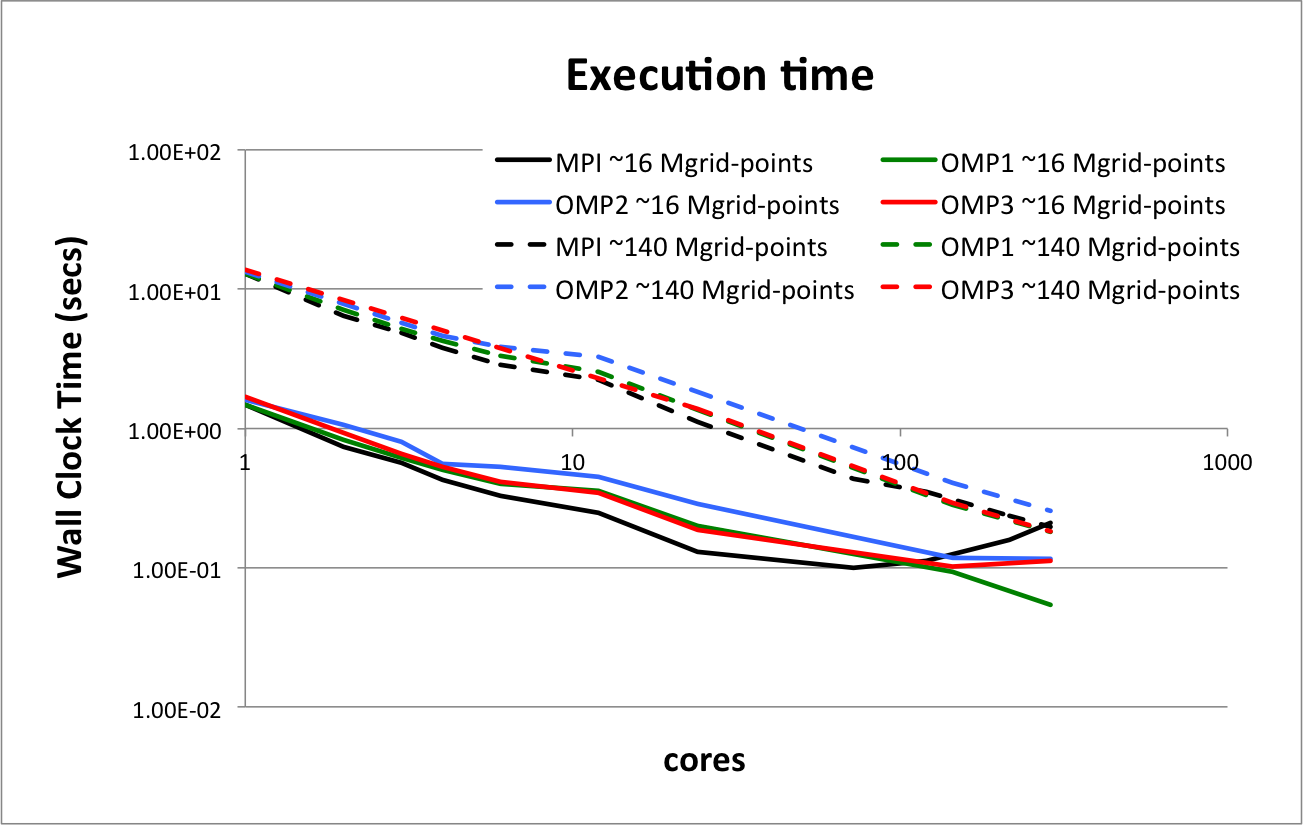 Execution time
1.00E+02
1.00E+01
1.00E+00
1.00E-01
1.00E-02
Wall Clock Time (secs)
MPI ~16 Mgrid-points
OMP1 ~16 Mgrid-points
OMP2 ~16 Mgrid-points
OMP3 ~16 Mgrid-points
MPI ~140 Mgrid-points
OMP1 ~140 Mgrid-points
OMP2 ~140 Mgrid-points
OMP3 ~140 Mgrid-points
1
10
100
1000
cores